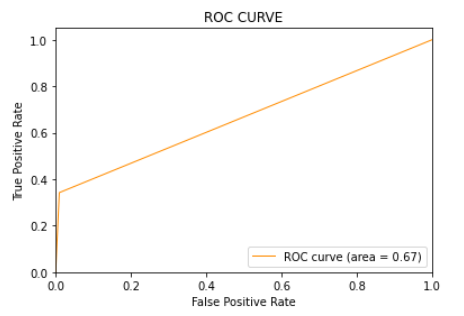 ROC CURVE
1.0
0.8
0.6
0.4
0.2
0.0
True Positive Rate
ROC curve (area = 0.67)
0.0 0.2 0.4 0.6 0.8 1.0
False Positive Rate